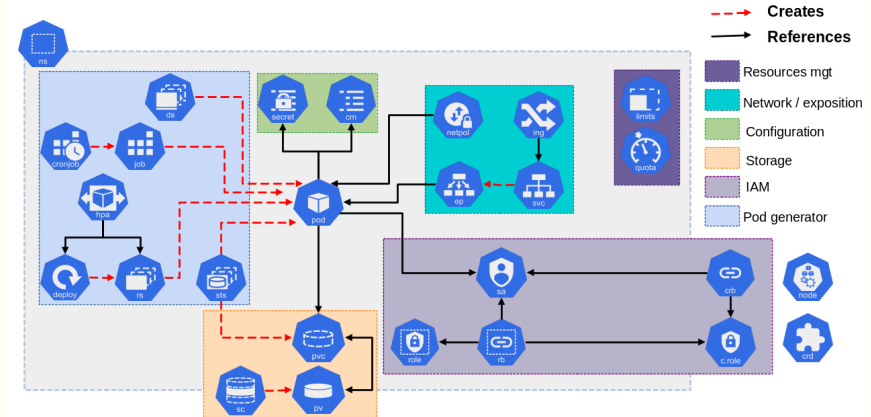 Creates
References
ns
ds
secret
cm
netpol
ing
limits
quota
cronjob
job
hpa
pod
ep
svc
deploy
rs
sts
sa
crb
node
role
rb
c.role
crd
pvc
sc
pv
Resources mgt
Network / exposition
Configuration
Storage
IAM
Pod generator